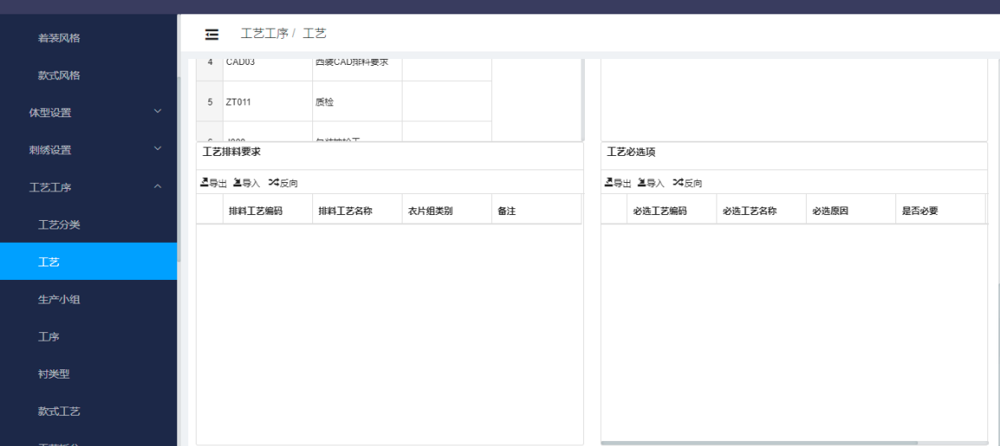 着装风格
款式风格
体型设置
刺绣设置
工艺工序
工艺分类
工艺
生产小组
工序
衬类型
款式工艺
工艺工序 / 工艺
4 CAD03 西装CAD排料要求
5 ZT011 质检
工艺排料要求
导出 导入 反向
排料工艺编码 排料工艺名称 衣片组类别 备注
工艺必选项
导出 导入 反向
必选工艺编码 必选工艺名称 必选原因 是否必要